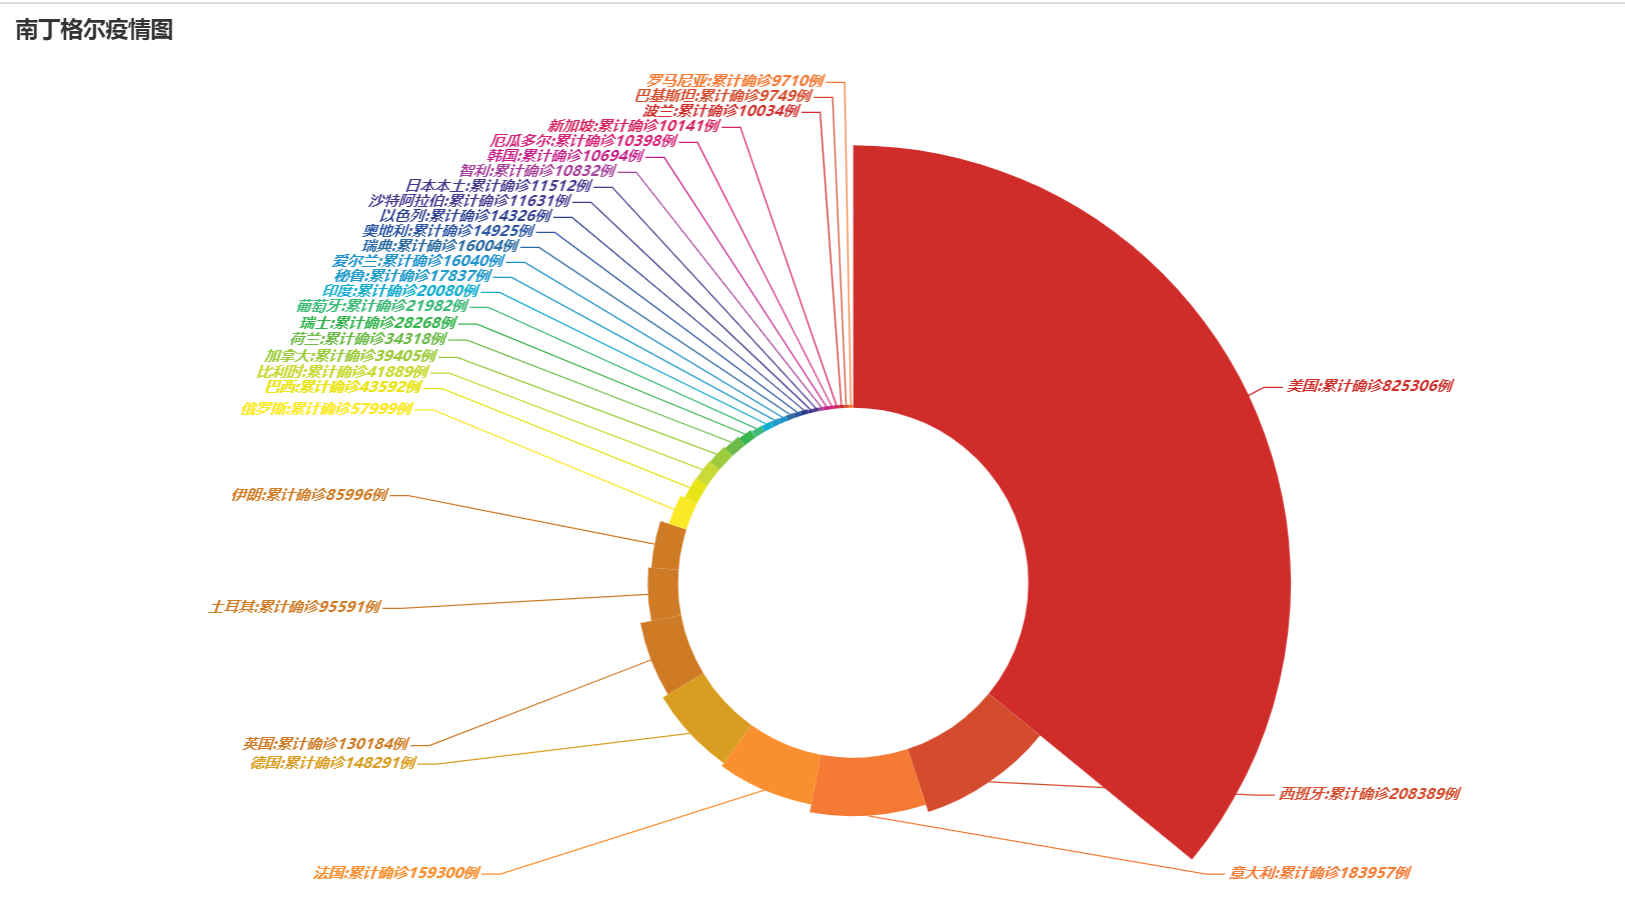 南丁格尔疫情图
罗马尼亚:累计确诊9710例
巴基斯坦:累计确诊9749例
波兰:累计确诊10034例
新加坡:累计确诊10141例
厄瓜多尔:累计确诊10398例
韩国:累计确诊10694例
智利:累计确诊10832例
日本本土:累计确诊11512例
沙特阿拉伯:累计确诊11631例
以色列:累计确诊14326例
奥地利:累计确诊14925例
瑞典:累计确诊16004例
爱尔兰:累计确诊16040例
秘鲁:累计确诊17837例
印度:累计确诊20080例
葡萄牙:累计确诊21982例
瑞士:累计确诊28268例
荷兰:累计确诊34318例
加拿大:累计确诊39405例
比利时:累计确诊41889例
巴西:累计确诊43592例
俄罗斯:累计确诊57999例
伊朗:累计确诊85996例
土耳其:累计确诊95591例
英国:累计确诊130184例
德国:累计确诊148291例
法国:累计确诊159300例
美国:累计确诊825306例
西班牙:累计确诊208389例
意大利:累计确诊183957例